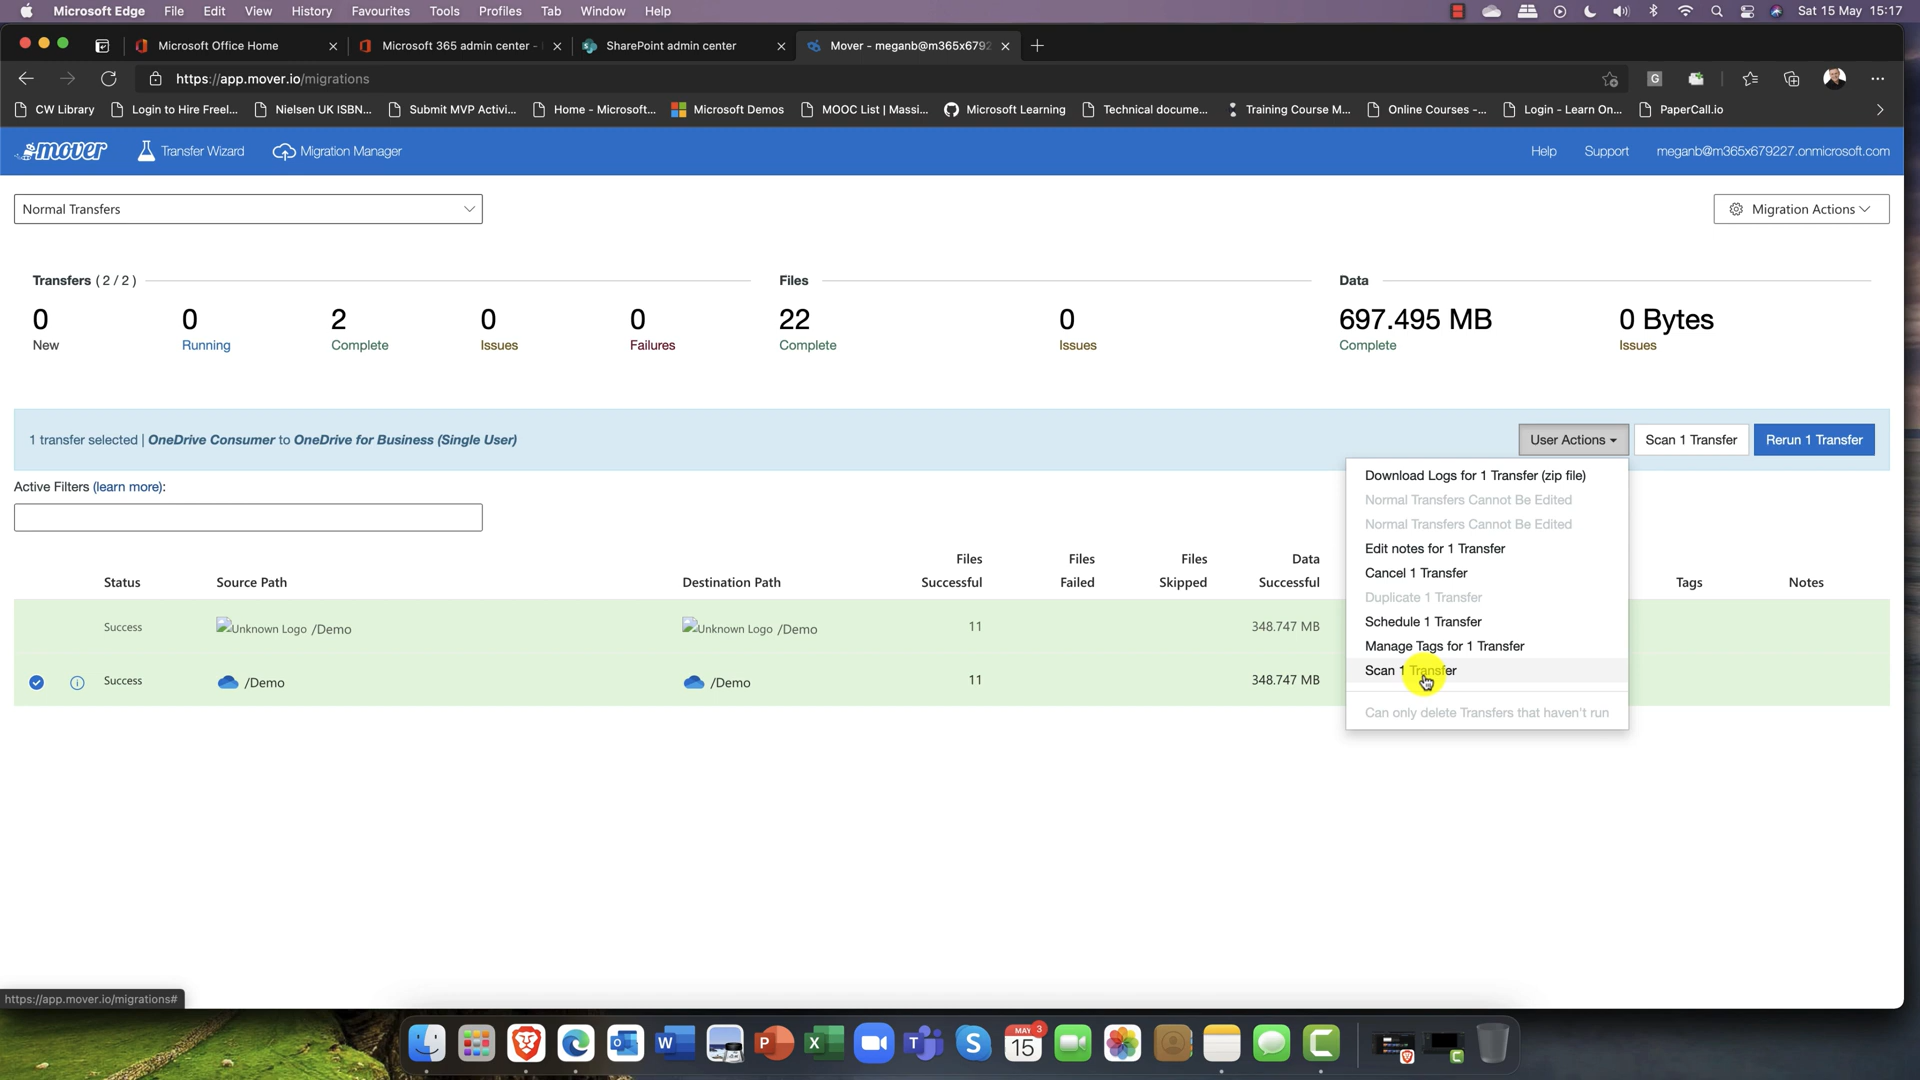 Microsoft Edge File Edit View History Favourites Tools Profiles Tab Window Help Sat 15 May 15:17
Microsoft Office Home Microsoft 365 admin center - SharePoint admin center Mover - meganb@m365x6792
https://app.mover.io/migrations
CW Library Login to Hire Freel... Nielsen UK ISBN... Submit MVP Activi... Home - Microsoft... Microsoft Demos MOOC List | Massi... Microsoft Learning Technical docume... Training Course M... Online Courses -... Login - Learn On... PaperCall.io
mover Transfer Wizard Migration Manager Help Support meganb@m365x679227.onmicrosoft.com
Normal Transfers Migration Actions
Transfers ( 2 / 2 ) Files Data
0 0 2 0 0 22 0 697.495 MB 0 Bytes
New Running Complete Issues Failures Complete Issues Complete Issues
1 transfer selected | OneDrive Consumer to OneDrive for Business (Single User) User Actions Scan 1 Transfer Rerun 1 Transfer
Active Filters (learn more):
Download Logs for 1 Transfer (zip file)
Normal Transfers Cannot Be Edited
Normal Transfers Cannot Be Edited
Edit notes for 1 Transfer
Cancel 1 Transfer
Duplicate 1 Transfer
Schedule 1 Transfer
Manage Tags for 1 Transfer
Scan 1 Transfer
Can only delete Transfers that haven't run
Files Files Files Data
Status Source Path Destination Path Successful Failed Skipped Successful Tags Notes
Success Unknown Logo /Demo Unknown Logo /Demo 11 348.747 MB
Success /Demo /Demo 11 348.747 MB
https://app.mover.io/migrations#
MAY 3
15